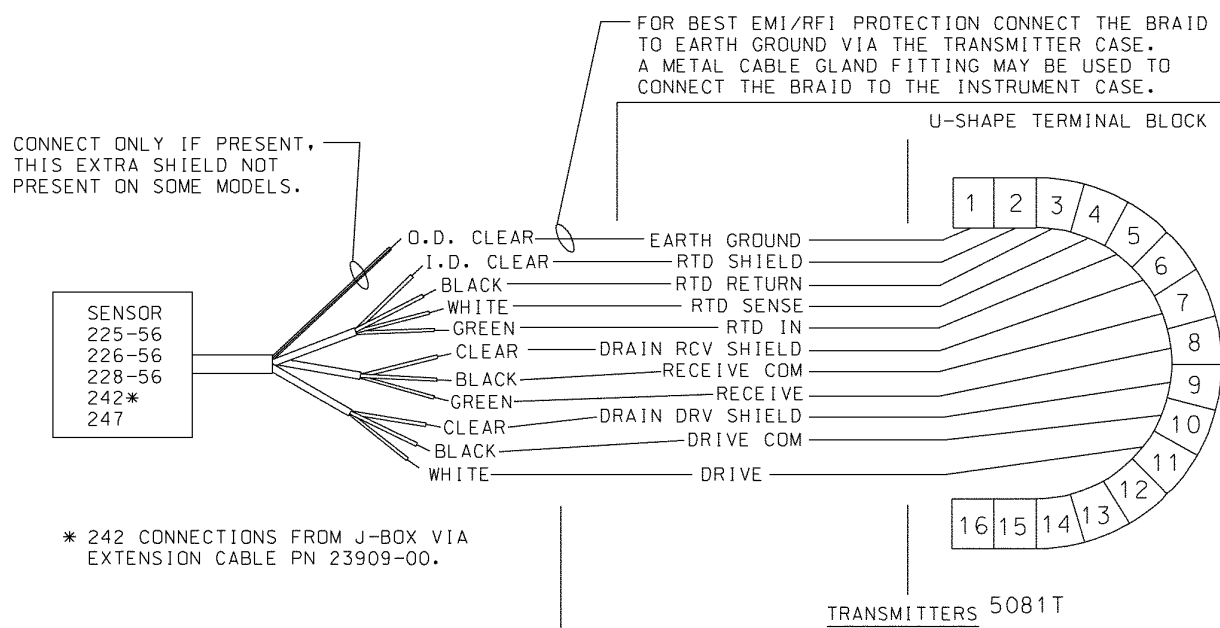 FOR BEST EMI/RFI PROTECTION CONNECT THE BRAID
TO EARTH GROUND VIA THE TRANSMITTER CASE.
A METAL CABLE GLAND FITTING MAY BE USED TO
CONNECT THE BRAID TO THE INSTRUMENT CASE.
U-SHAPE TERMINAL BLOCK
CONNECT ONLY IF PRESENT,
THIS EXTRA SHIELD NOT
PRESENT ON SOME MODELS.
O.D. CLEAR EARTH GROUND
I.D. CLEAR RTD SHIELD
BLACK RTD RETURN
WHITE RTD SENSE
GREEN RTD IN
CLEAR DRAIN RCV SHIELD
BLACK RECEIVE COM
GREEN RECEIVE
CLEAR DRAIN DRV SHIELD
BLACK DRIVE COM
WHITE DRIVE
SENSOR
225-56
226-56
228-56
242*
247
1
2
3
4
5
6
7
8
9
10
11
12
13
14
15
16
* 242 CONNECTIONS FROM J-BOX VIA
EXTENSION CABLE PN 23909-00.
TRANSMITTERS 5081T